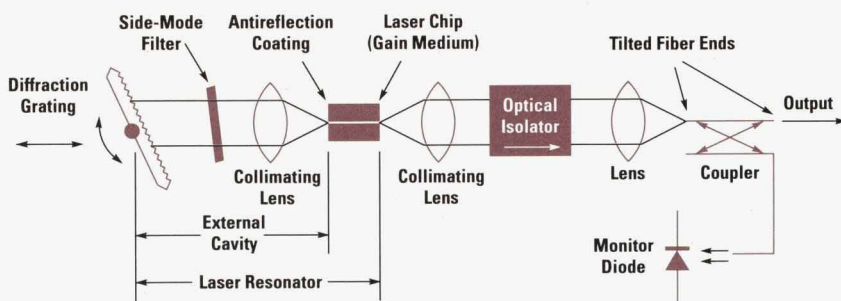 Side-Mode
Filter
Antireflection
Coating
Laser Chip
(Gain Medium)
Tilted Fiber Ends
Diffraction
Grating
Optical
Isolator
Output
Collimating
Lens
Collimating
Lens
Lens
Coupler
External
Cavity
Monitor
Diode
Laser Resonator